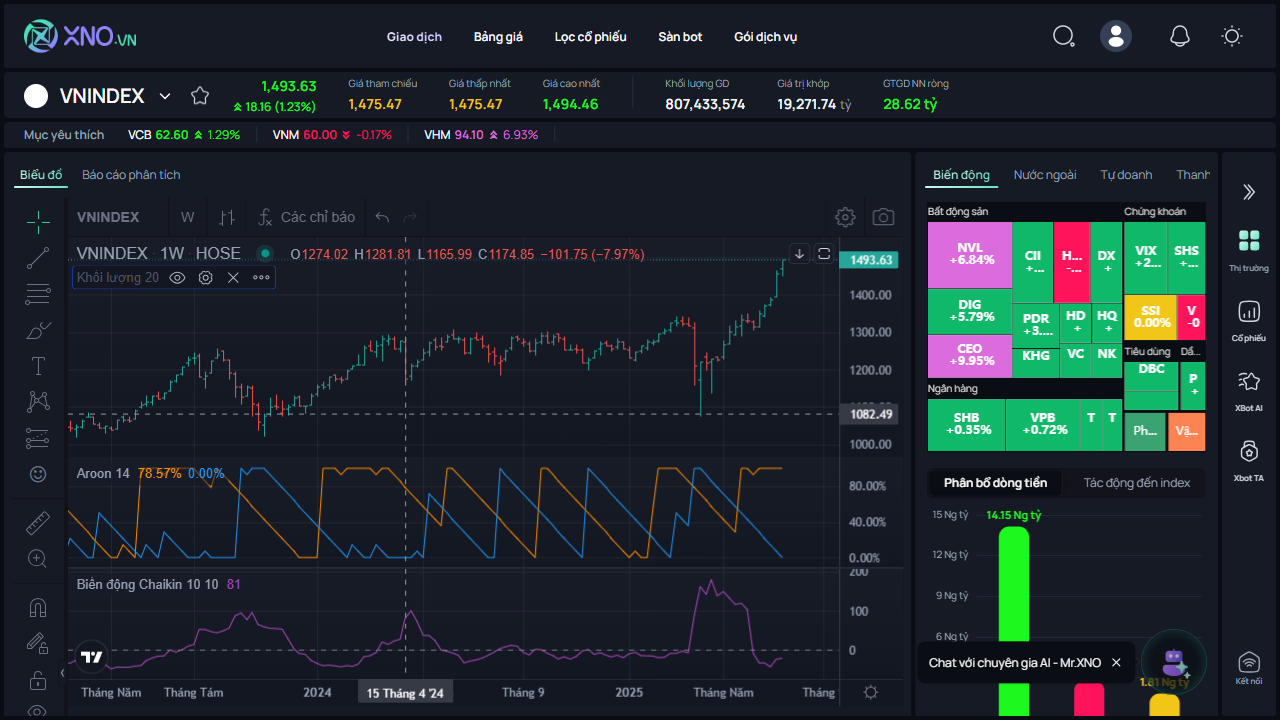 XNO.VN
Giao dịch
Bảng giá
Lọc cổ phiếu
Sàn bot
Gói dịch vụ
VNINDEX
1,493.63
18.16 (1.23%)
Giá tham chiếu
1,475.47
Giá thấp nhất
1,475.47
Giá cao nhất
1,494.46
Khối lượng GD
807,433,574
Giá trị khớp
19,271.74 tỷ
GTGD NN ròng
28.62 tỷ
Mục yêu thích
VCB 62.60 1.29%
VNM 60.00 -0.17%
VHM 94.10 6.93%
Biểu đồ
Báo cáo phân tích
VNINDEX
W
Các chỉ báo
VNINDEX · 1W · HOSE
O1274.02 H1281.81 L1165.99 C1174.85 −101.75 (−7.97%)
Khối lượng 20
1493.63
1400.00
1300.00
1200.00
1082.49
1000.00
Aroon 14 78.57% 0.00%
80.00%
40.00%
0.00%
Biên động Chaikin 10 10 81
200
100
0
Tháng Năm
Tháng Tám
2024
15 Tháng 4 '24
Tháng 9
2025
Tháng Năm
Tháng
Biến động
Nước ngoài
Tự doanh
Thanh
Bất động sản
NVL
+6.84%
DIG
+5.79%
CEO
+9.95%
CII
+...
H...
-...
DX
+
PDR
+3....
HD
+
HQ
+
KHG
VC
NK
Chứng khoán
VIX
+2...
SHS
+...
SSI
0.00%
V
-0
Tiêu dùng
DBC
Dầ...
P
+
Ngân hàng
SHB
+0.35%
VPB
+0.72%
T
T
Ph...
Vậ...
Phân bổ dòng tiền
Tác động đến index
15 Ng tỷ
14.15 Ng tỷ
12 Ng tỷ
9 Ng tỷ
6 Ng tỷ
1.81 Ng tỷ
Chat với chuyên gia AI - Mr.XNO
Thị trường
Cổ phiếu
XBot AI
Xbot TA
Kết nối